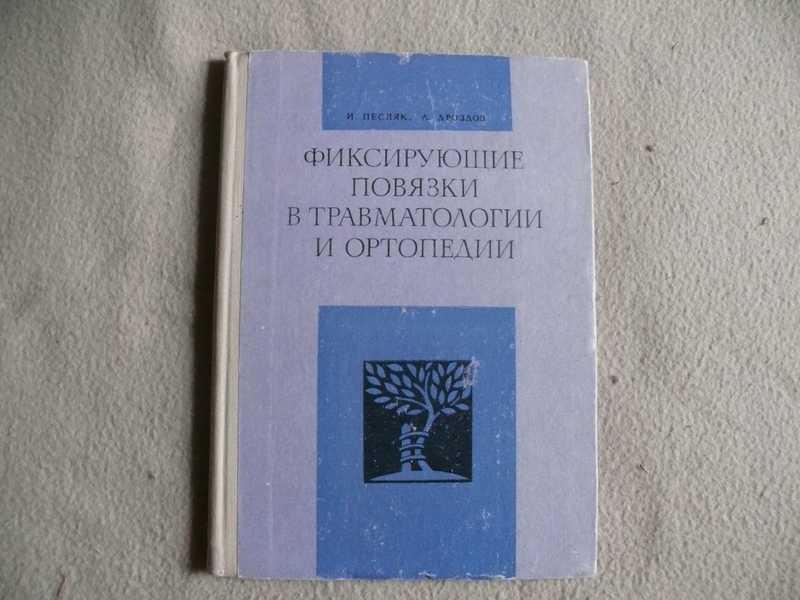 И. ПЕСЛЯК, А. ДРОЗДОВ
ФИКСИРУЮЩИЕ
ПОВЯЗКИ
В ТРАВМАТОЛОГИИ
И ОРТОПЕДИИ